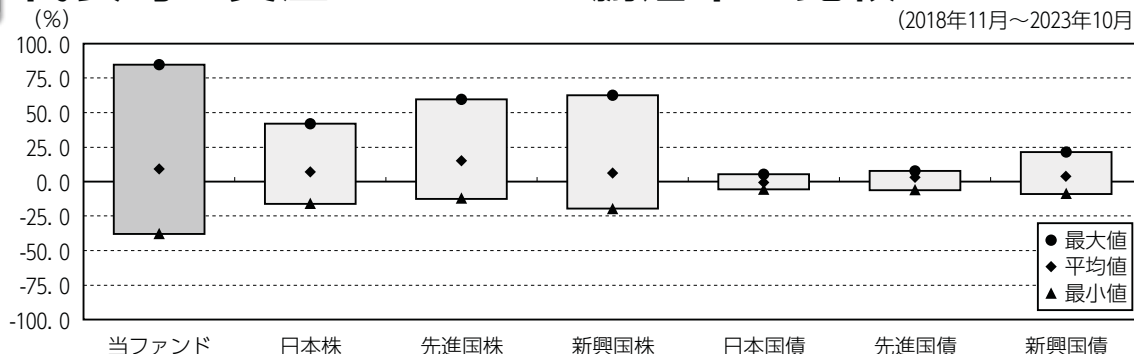 (%)
(2018年11月～2023年10月
100.0
75.0
50.0
25.0
0.0
-25.0
-50.0
-75.0
-100.0
● 最大値
◆ 平均値
▲ 最小値
当ファンド 日本株 先進国株 新興国株 日本国債 先進国債 新興国債